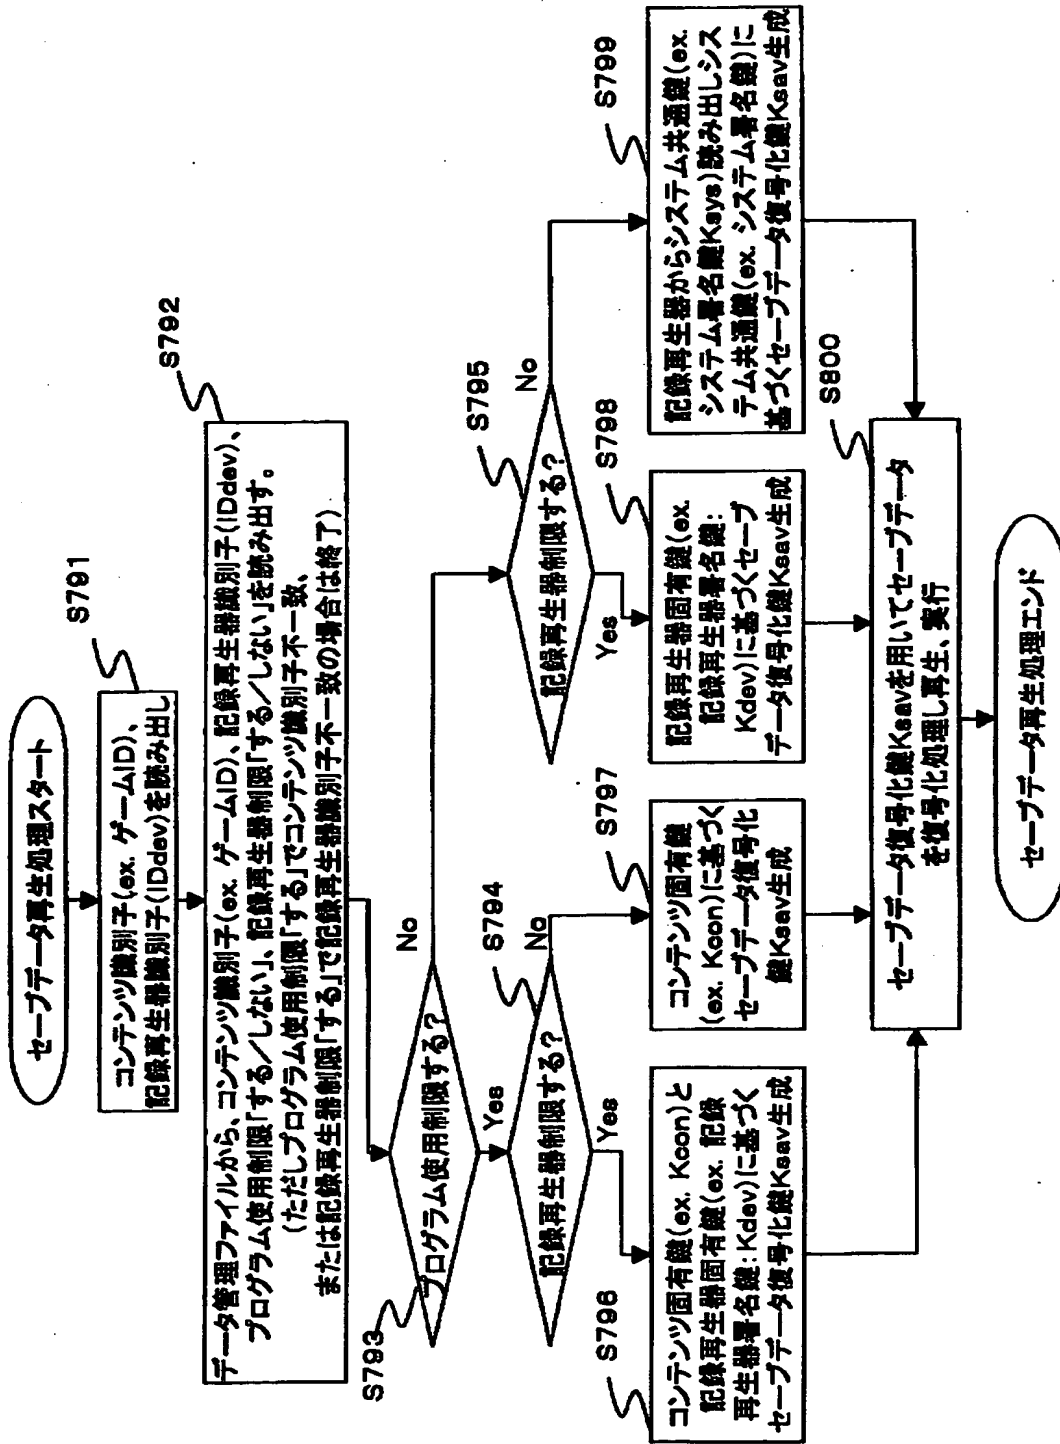 セーブデータ再生処理スタート
S791
コンテンツ識別子(ex. ゲームID)、
記録再生器識別子(IDdev)を読み出し
S792
データ管理ファイルから、コンテンツ識別子(ex. ゲームID)、記録再生器識別子(IDdev)、
プログラム使用制限「する/しない」、記録再生器制限「する/しない」を読み出す。
(ただしプログラム使用制限「する」でコンテンツ識別子不一致、
または記録再生器制限「する」で記録再生器識別子不一致の場合は終了)
S793
プログラム使用制限する?
No
Yes
S794
記録再生器制限する?
No
Yes
S795
記録再生器制限する?
No
Yes
S796
コンテンツ固有鍵(ex. Kcon)と
記録再生器固有鍵(ex. 記録
再生器署名鍵:Kdev)に基づく
セーブデータ復号化鍵Ksav生成
S797
コンテンツ固有鍵
(ex. Kcon)に基づく
セーブデータ復号化
鍵Ksav生成
S798
記録再生器固有鍵(ex.
記録再生器署名鍵:
Kdev)に基づくセーブ
データ復号化鍵Ksav生成
S799
記録再生器からシステム共通鍵(ex.
システム署名鍵Ksys)読み出しシス
テム共通鍵(ex. システム署名鍵)に
基づくセーブデータ復号化鍵Ksav生成
S800
セーブデータ復号化鍵Ksavを用いてセーブデータ
を復号化処理し再生、実行
セーブデータ再生処理エンド